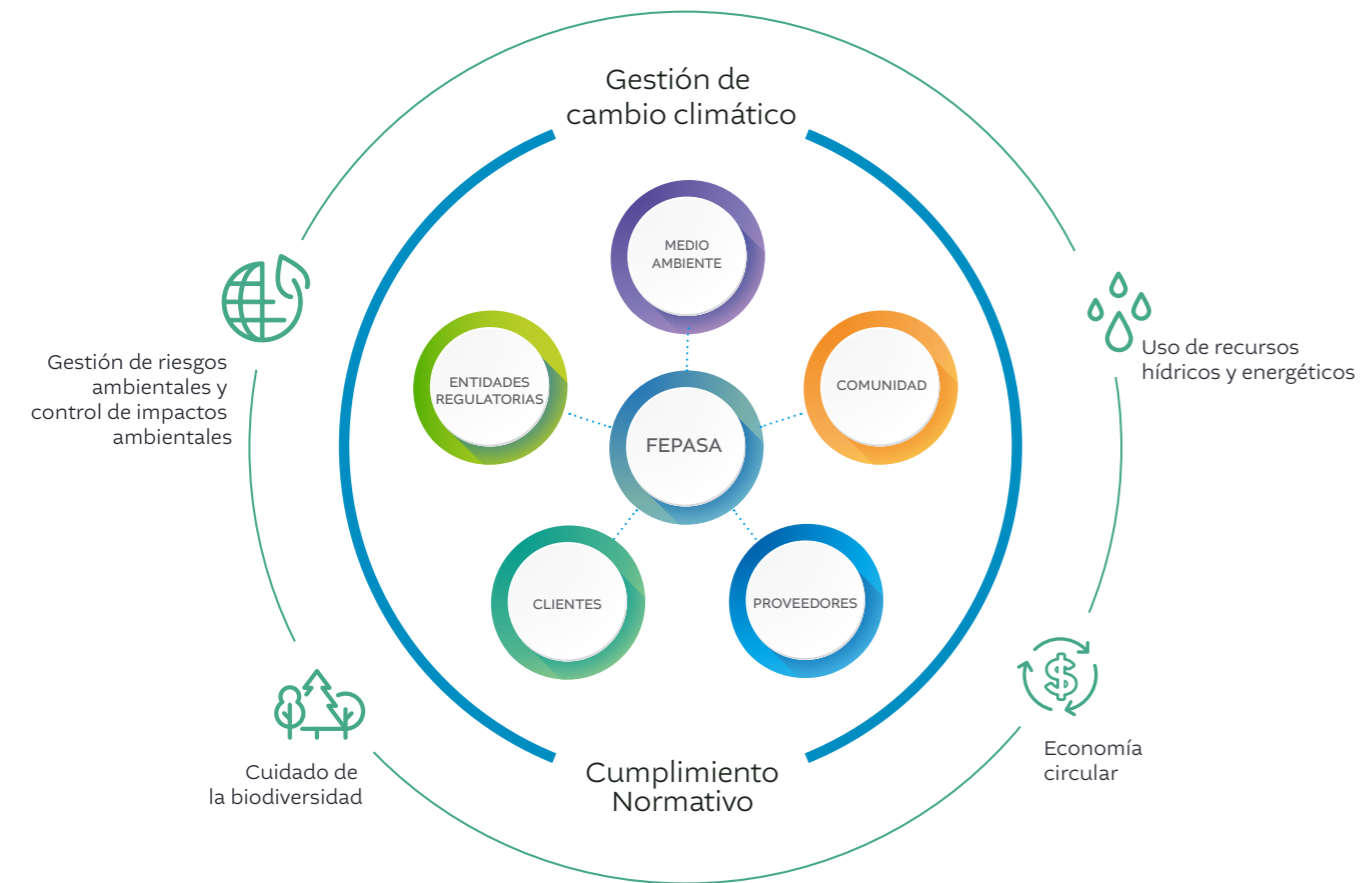 Gestión de
cambio climático
MEDIO
AMBIENTE
Gestión de riesgos
ambientales y
control de impactos
ambientales
Uso de recursos
hídricos y energéticos
ENTIDADES
REGULATORIAS
COMUNIDAD
FEPASA
CLIENTES
PROVEEDORES
Cuidado de
la biodiversidad
Economía
circular
Cumplimiento
Normativo